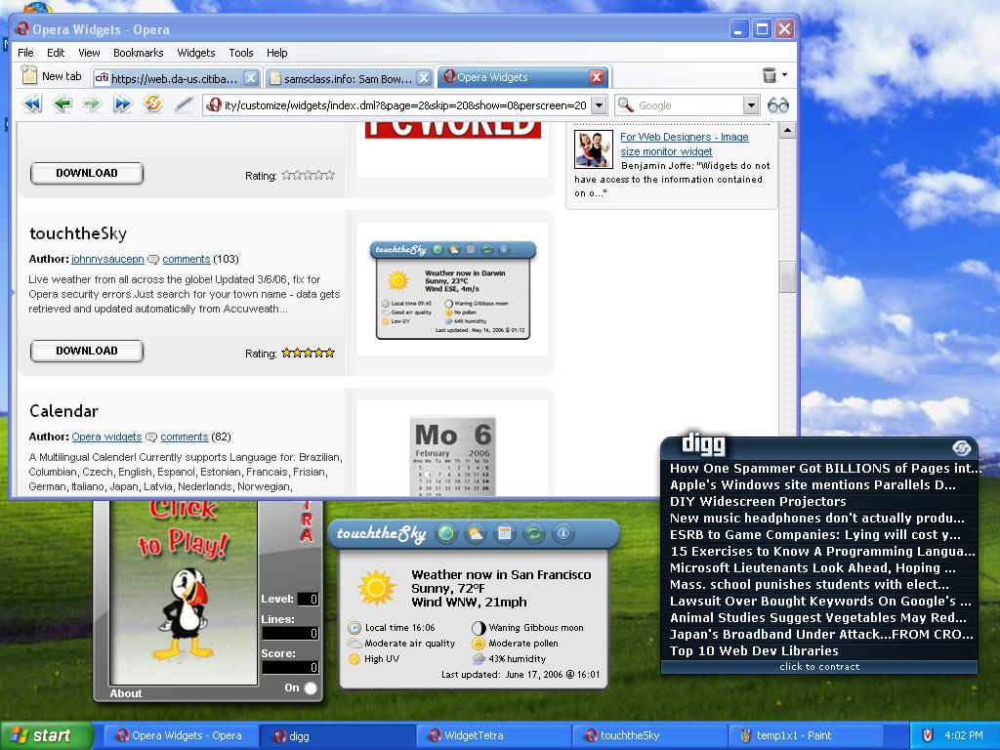 Opera Widgets - Opera
File Edit View Bookmarks Widgets Tools Help
New tab
citi https://web.da-us.citiba...
samsclass.info: Sam Bow...
Opera Widgets
ity/customize/widgets/index.dml?&page=2&skip=20&show=0&perscreen=20
Google
PC WORLD
DOWNLOAD
Rating:
For Web Designers - Image
size monitor widget
Benjamin Joffe: "Widgets do not
have access to the information contained
on o..."
touchtheSky
Author: johnnysaucepn comments (103)
Live weather from all across the globe! Updated 3/6/06, fix for
Opera security errors.Just search for your town name - data gets
retrieved and updated automatically from Accuweath...
DOWNLOAD
Rating:
touchtheSky
Weather now in Darwin
Sunny, 23°C
Wind ESE, 4m/s
Local time 09:42
Waning Gibbous moon
Good air quality
No pollen
Low UV
64% humidity
Last updated: May 16, 2006 @ 01:12
Calendar
Author: Opera widgets comments (82)
A Multilingual Calender! Currently supports Language for: Brazilian,
Columbian, Czech, English, Espanol, Estonian, Francais, Frisian,
German, Italiano, Japan, Latvia, Nederlands, Norwegian,
Mo 6
February 2006
Click
to Play!
TRA
Level: 0
Lines:
0
Score:
0
On
About
touchtheSky
Weather now in San Francisco
Sunny, 72°F
Wind WNW, 21mph
Local time 16:06
Waning Gibbous moon
Moderate air quality
Moderate pollen
High UV
43% humidity
Last updated: June 17, 2006 @ 16:01
digg
How One Spammer Got BILLIONS of Pages int...
Apple's Windows site mentions Parallels D...
DIY Widescreen Projectors
New music headphones don't actually produ...
ESRB to Game Companies: Lying will cost y...
15 Exercises to Know A Programming Langua...
Microsoft Lieutenants Look Ahead, Hoping ...
Mass. school punishes students with elect...
Lawsuit Over Bought Keywords On Google's ...
Animal Studies Suggest Vegetables May Red...
Japan's Broadband Under Attack...FROM CRO...
Top 10 Web Dev Libraries
click to contract
start
Opera Widgets - Opera
digg
WidgetTetra
touchtheSky
temp1x1 - Paint
4:02 PM